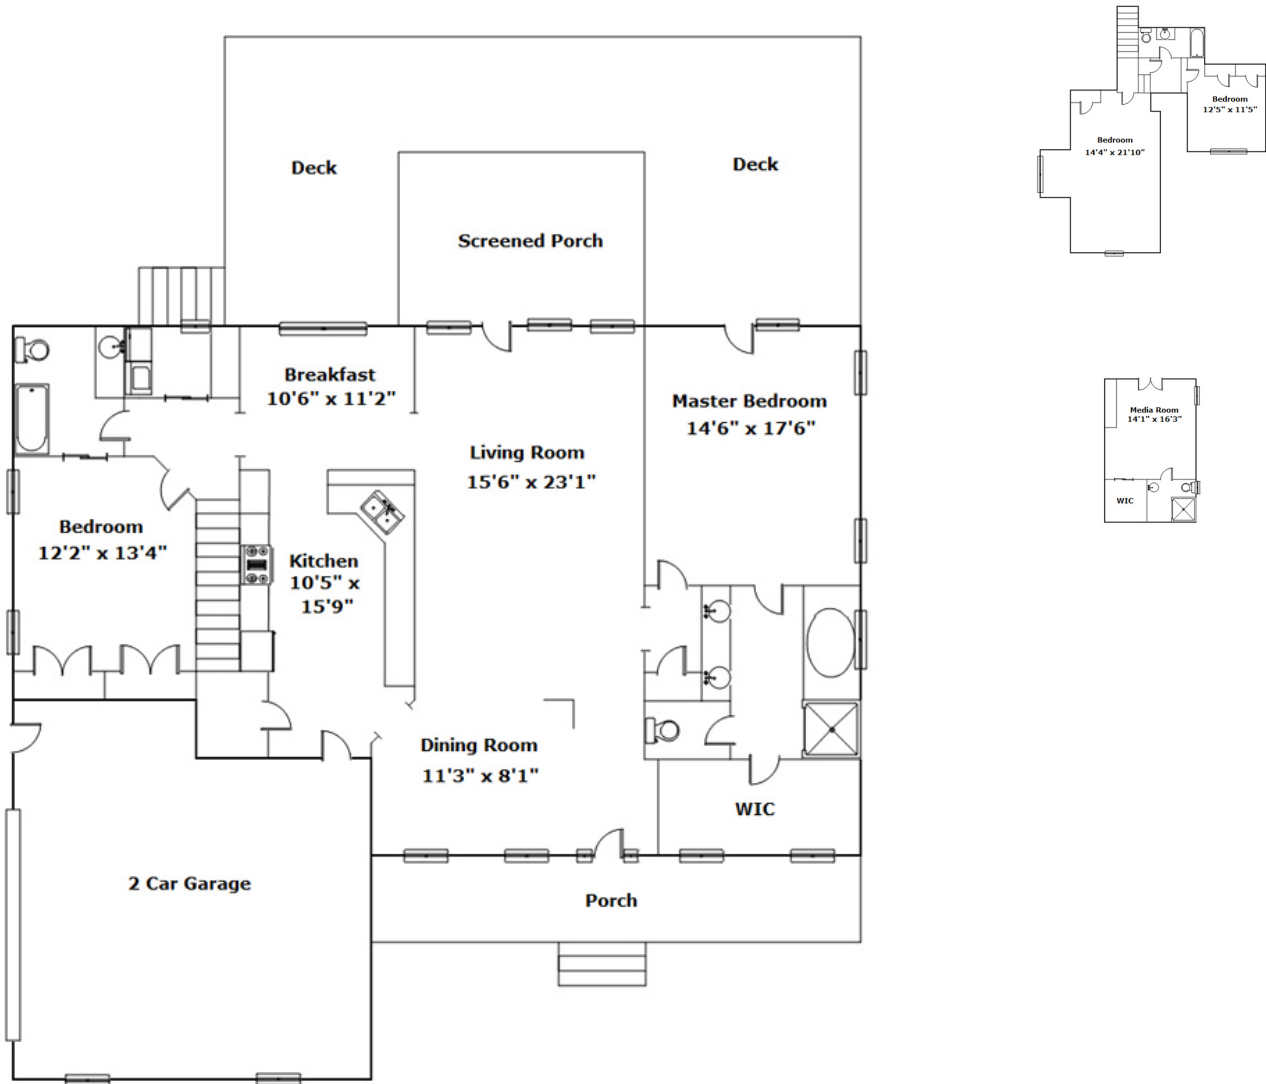 Deck
Deck
Screened Porch
Breakfast
10'6" x 11'2"
Master Bedroom
14'6" x 17'6"
Living Room
15'6" x 23'1"
Bedroom
12'2" x 13'4"
Kitchen
10'5" x
15'9"
Dining Room
11'3" x 8'1"
WIC
2 Car Garage
Porch
Bedroom
12'5" x 11'5"
Bedroom
14'4" x 21'10"
Media Room
14'1" x 16'3"
WIC